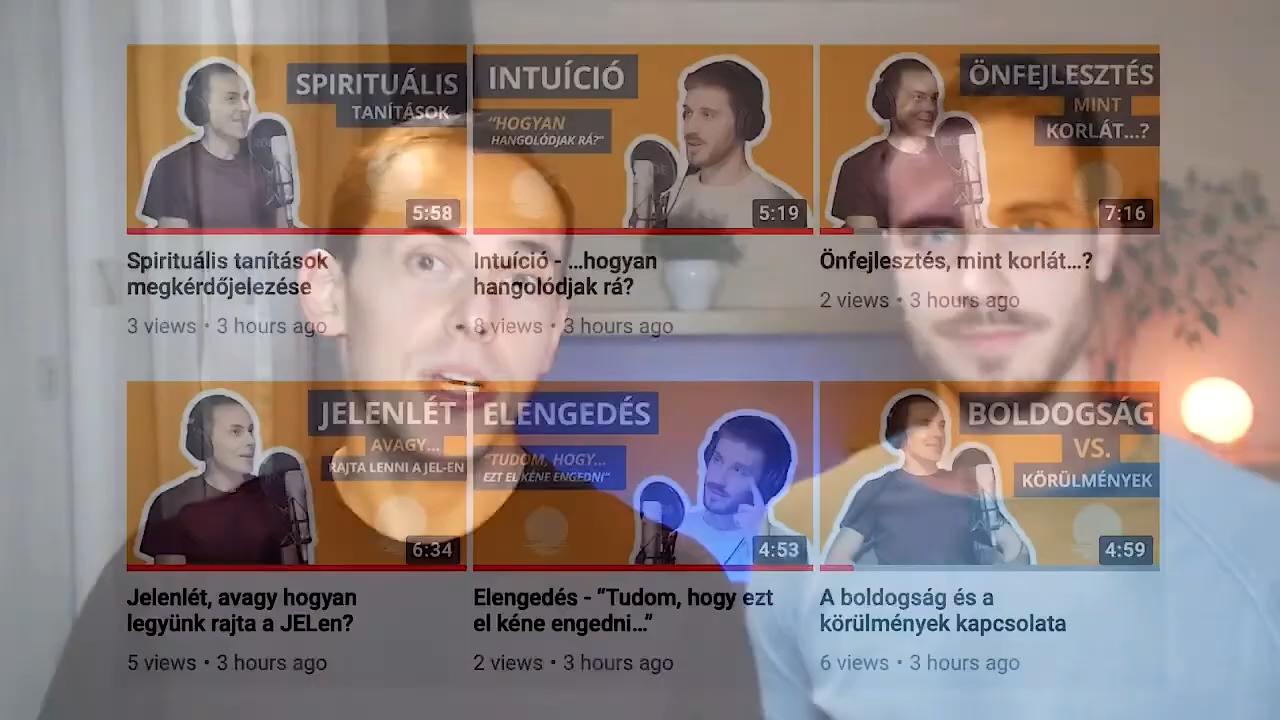 SPIRITUÁLIS
TANÍTÁSOK
5:58
Spirituális tanítások
megkérdőjelezése
3 views • 3 hours ago
INTUÍCIÓ
"HOGYAN
HANGOLÓDJAK RÁ?"
5:19
Intuíció - ...hogyan
hangolódjak rá?
8 views • 3 hours ago
ÖNFEJLESZTÉS
MINT
KORLÁT...?
7:16
Önfejlesztés, mint korlát...?
2 views • 3 hours ago
JELENLÉT
AVAGY...
RAJTA LENNI A JEL-EN
6:34
Jelenlét, avagy hogyan
legyünk rajta a JELen?
5 views • 3 hours ago
ELENGEDÉS
"TUDOM, HOGY...
EZT EL KÉNE ENGEDNI"
4:53
Elengedés - "Tudom, hogy ezt
el kéne engedni..."
2 views • 3 hours ago
BOLDOGSÁG
VS.
KÖRÜLMÉNYEK
4:59
A boldogság és a
körülmények kapcsolata
6 views • 3 hours ago